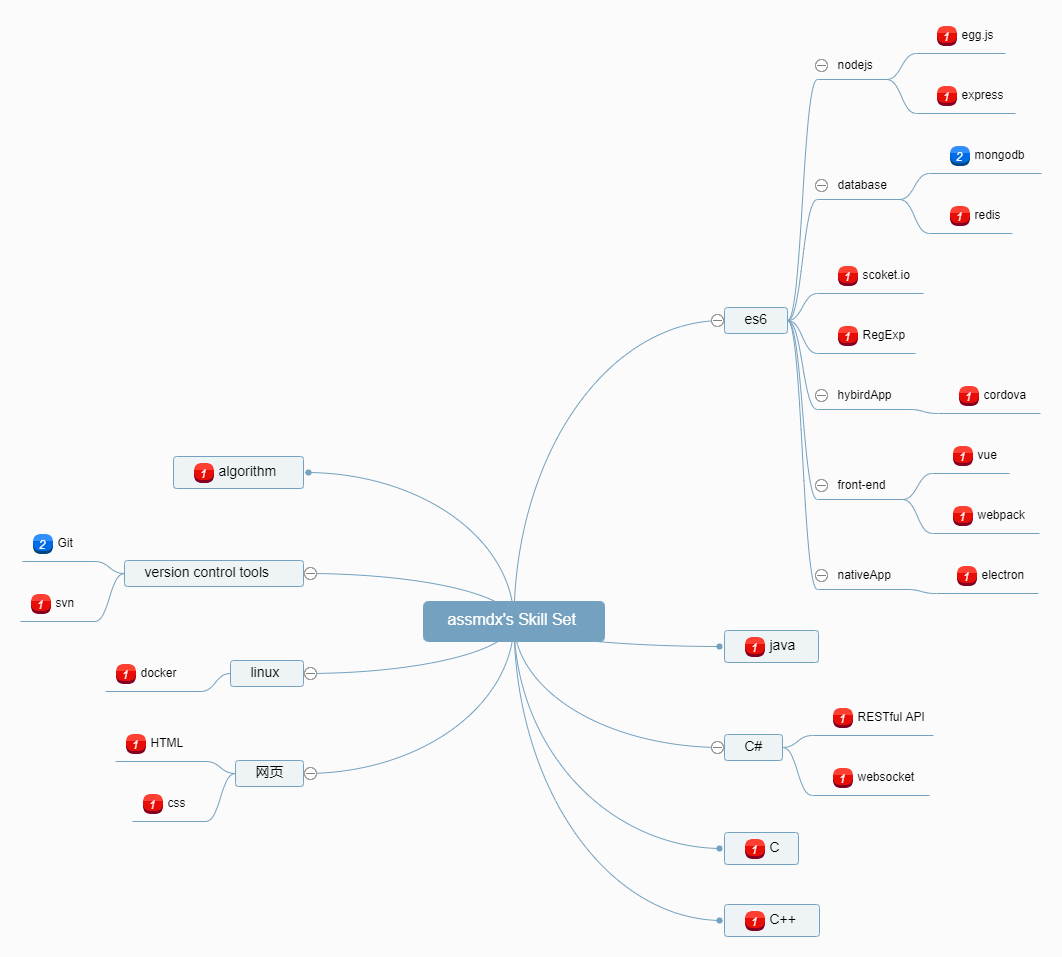 assmdx's Skill Set
es6
nodejs
1 egg.js
1 express
database
2 mongodb
1 redis
1 scoket.io
1 RegExp
hybirdApp
1 cordova
front-end
1 vue
1 webpack
nativeApp
1 electron
1 java
C#
1 RESTful API
1 websocket
1 C
1 C++
1 algorithm
version control tools
2 Git
1 svn
linux
1 docker
网页
1 HTML
1 css